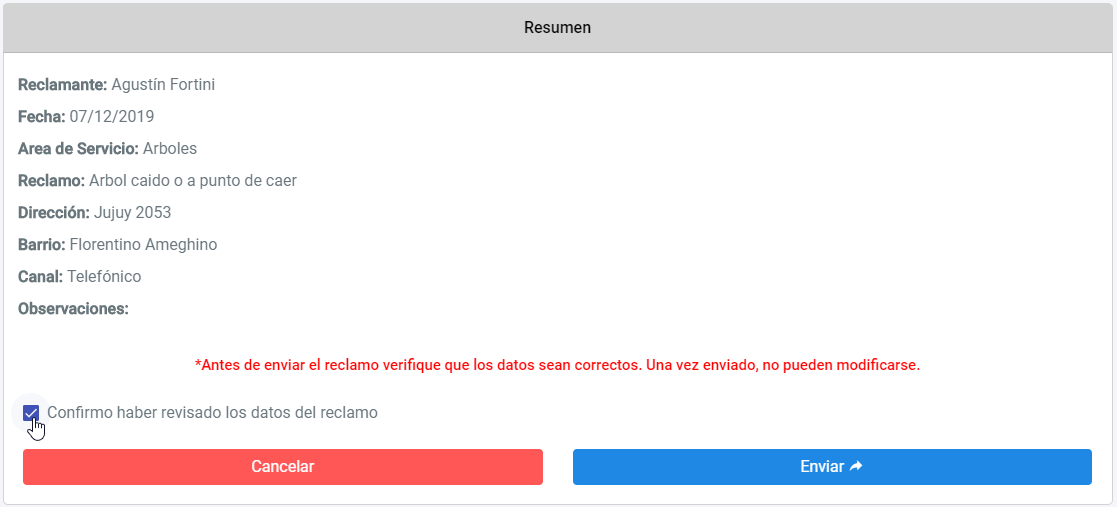 Resumen
Reclamante: Agustín Fortini
Fecha: 07/12/2019
Area de Servicio: Arboles
Reclamo: Arbol caido o a punto de caer
Dirección: Jujuy 2053
Barrio: Florentino Ameghino
Canal: Telefónico
Observaciones:
*Antes de enviar el reclamo verifique que los datos sean correctos. Una vez enviado, no pueden modificarse.
Confirmo haber revisado los datos del reclamo
Cancelar
Enviar